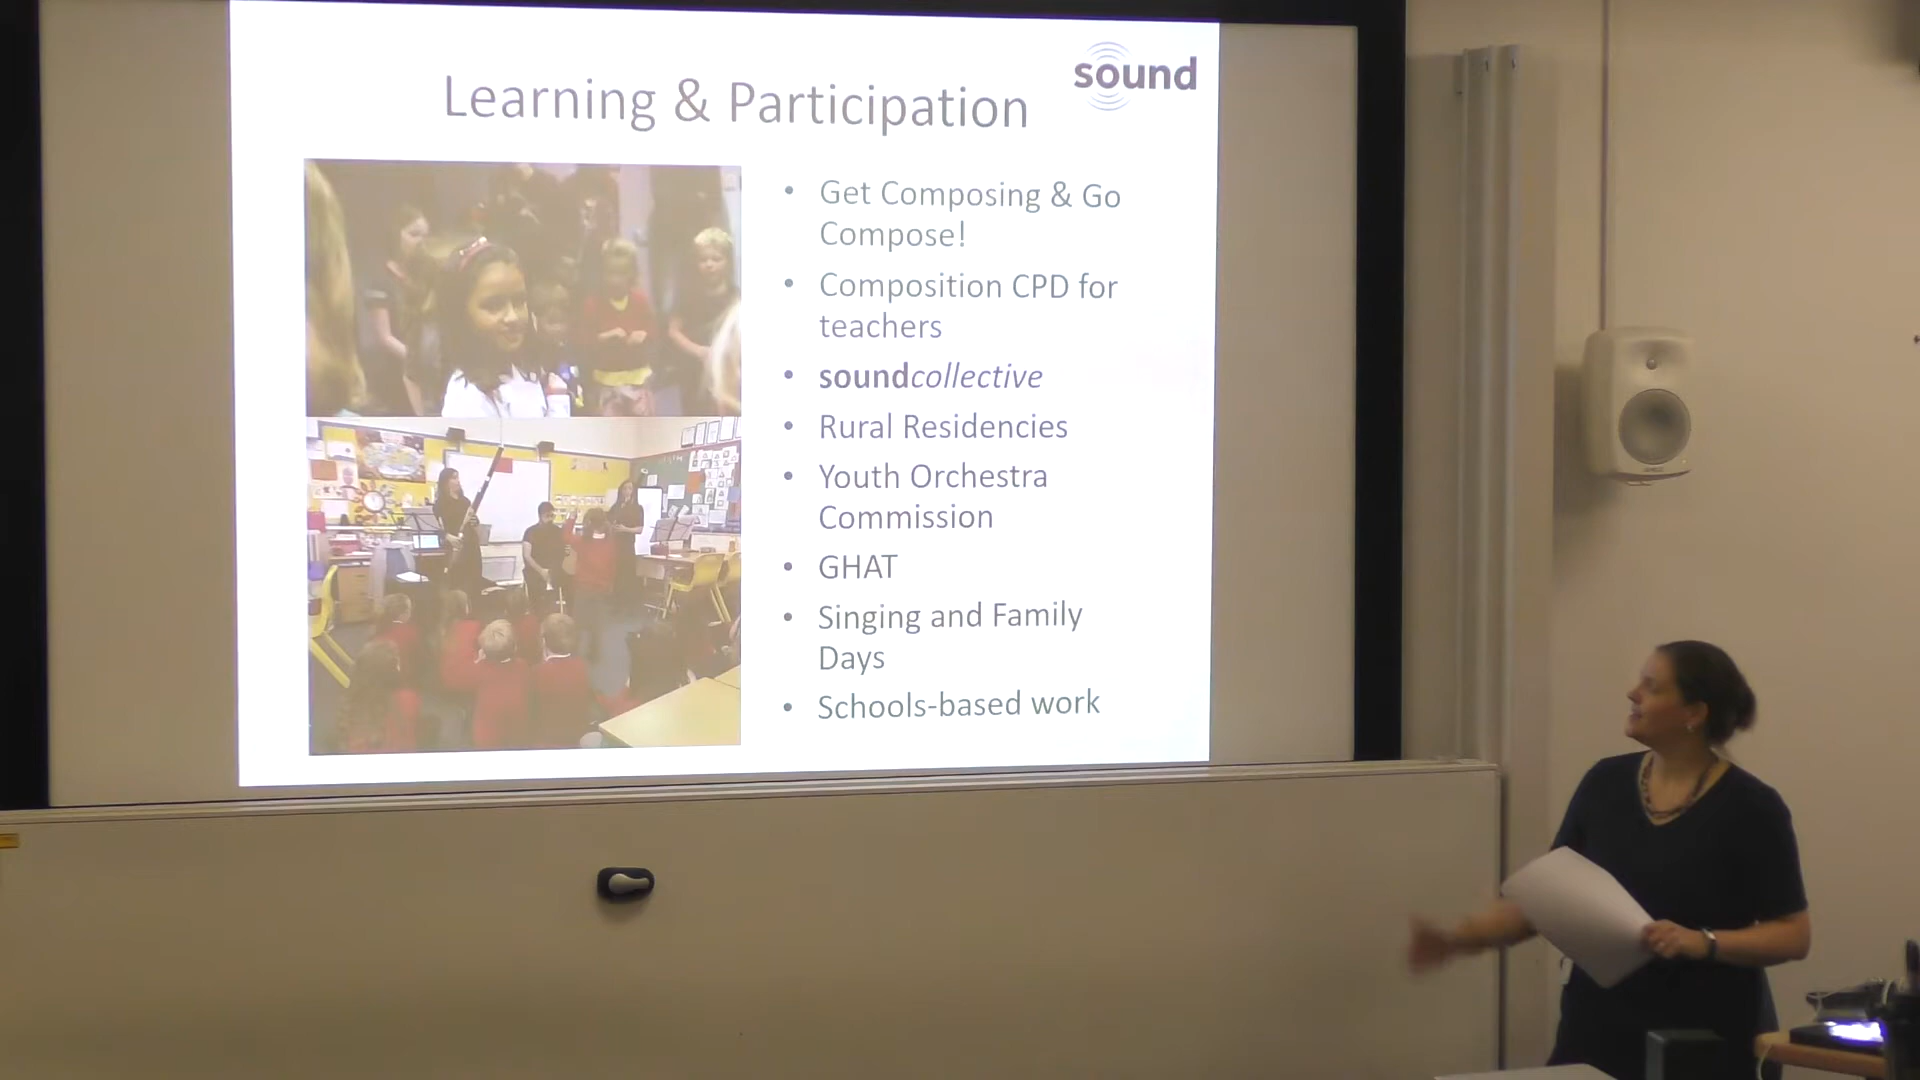 sound
Learning & Participation
• Get Composing & Go
Compose!
• Composition CPD for
teachers
• soundcollective
• Rural Residencies
• Youth Orchestra
Commission
• GHAT
• Singing and Family
Days
• Schools-based work